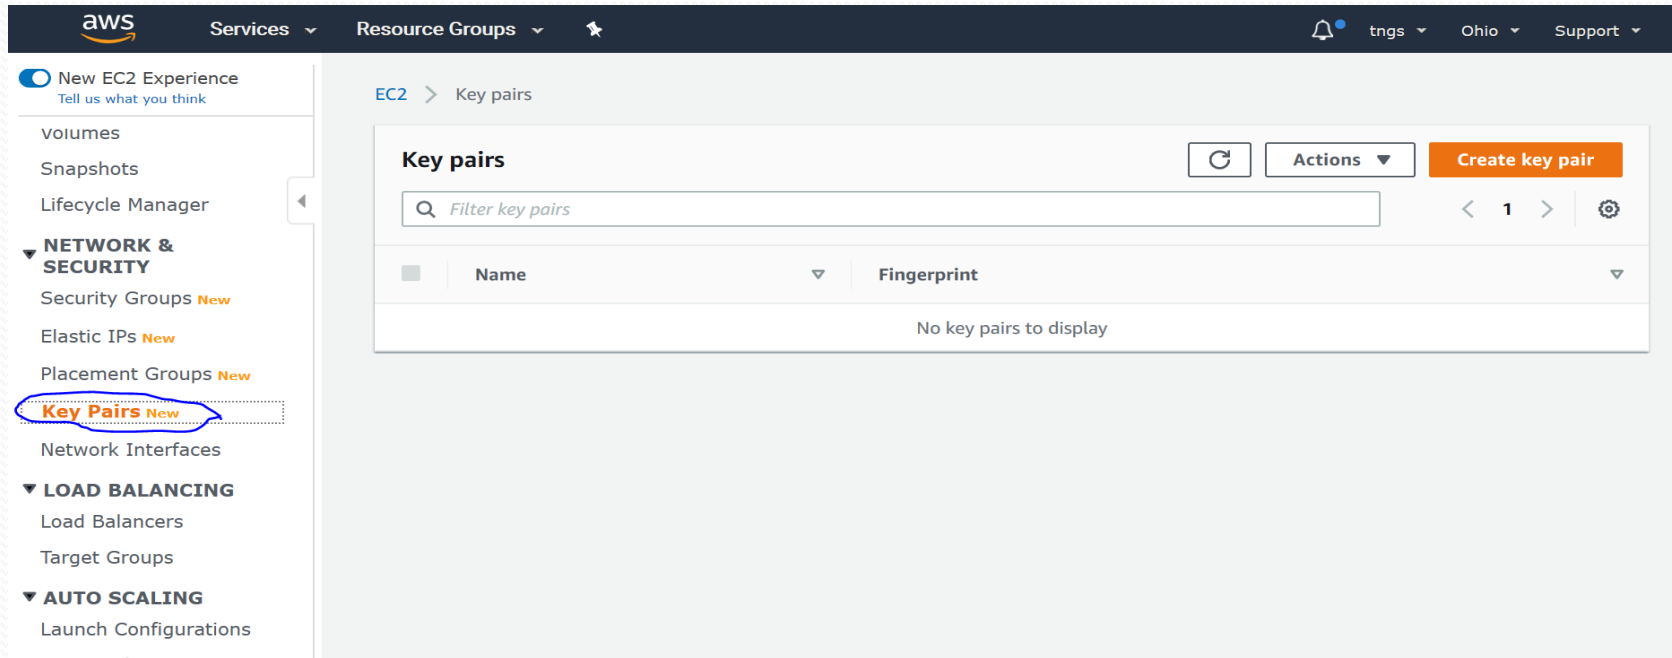 aws Services Resource Groups tngs Ohio Support
New EC2 Experience
Tell us what you think
Volumes
Snapshots
Lifecycle Manager
NETWORK &
SECURITY
Security Groups New
Elastic IPs New
Placement Groups New
Key Pairs New
Network Interfaces
LOAD BALANCING
Load Balancers
Target Groups
AUTO SCALING
Launch Configurations
EC2 > Key pairs
Key pairs
Actions
Create key pair
Filter key pairs
1
Name
Fingerprint
No key pairs to display